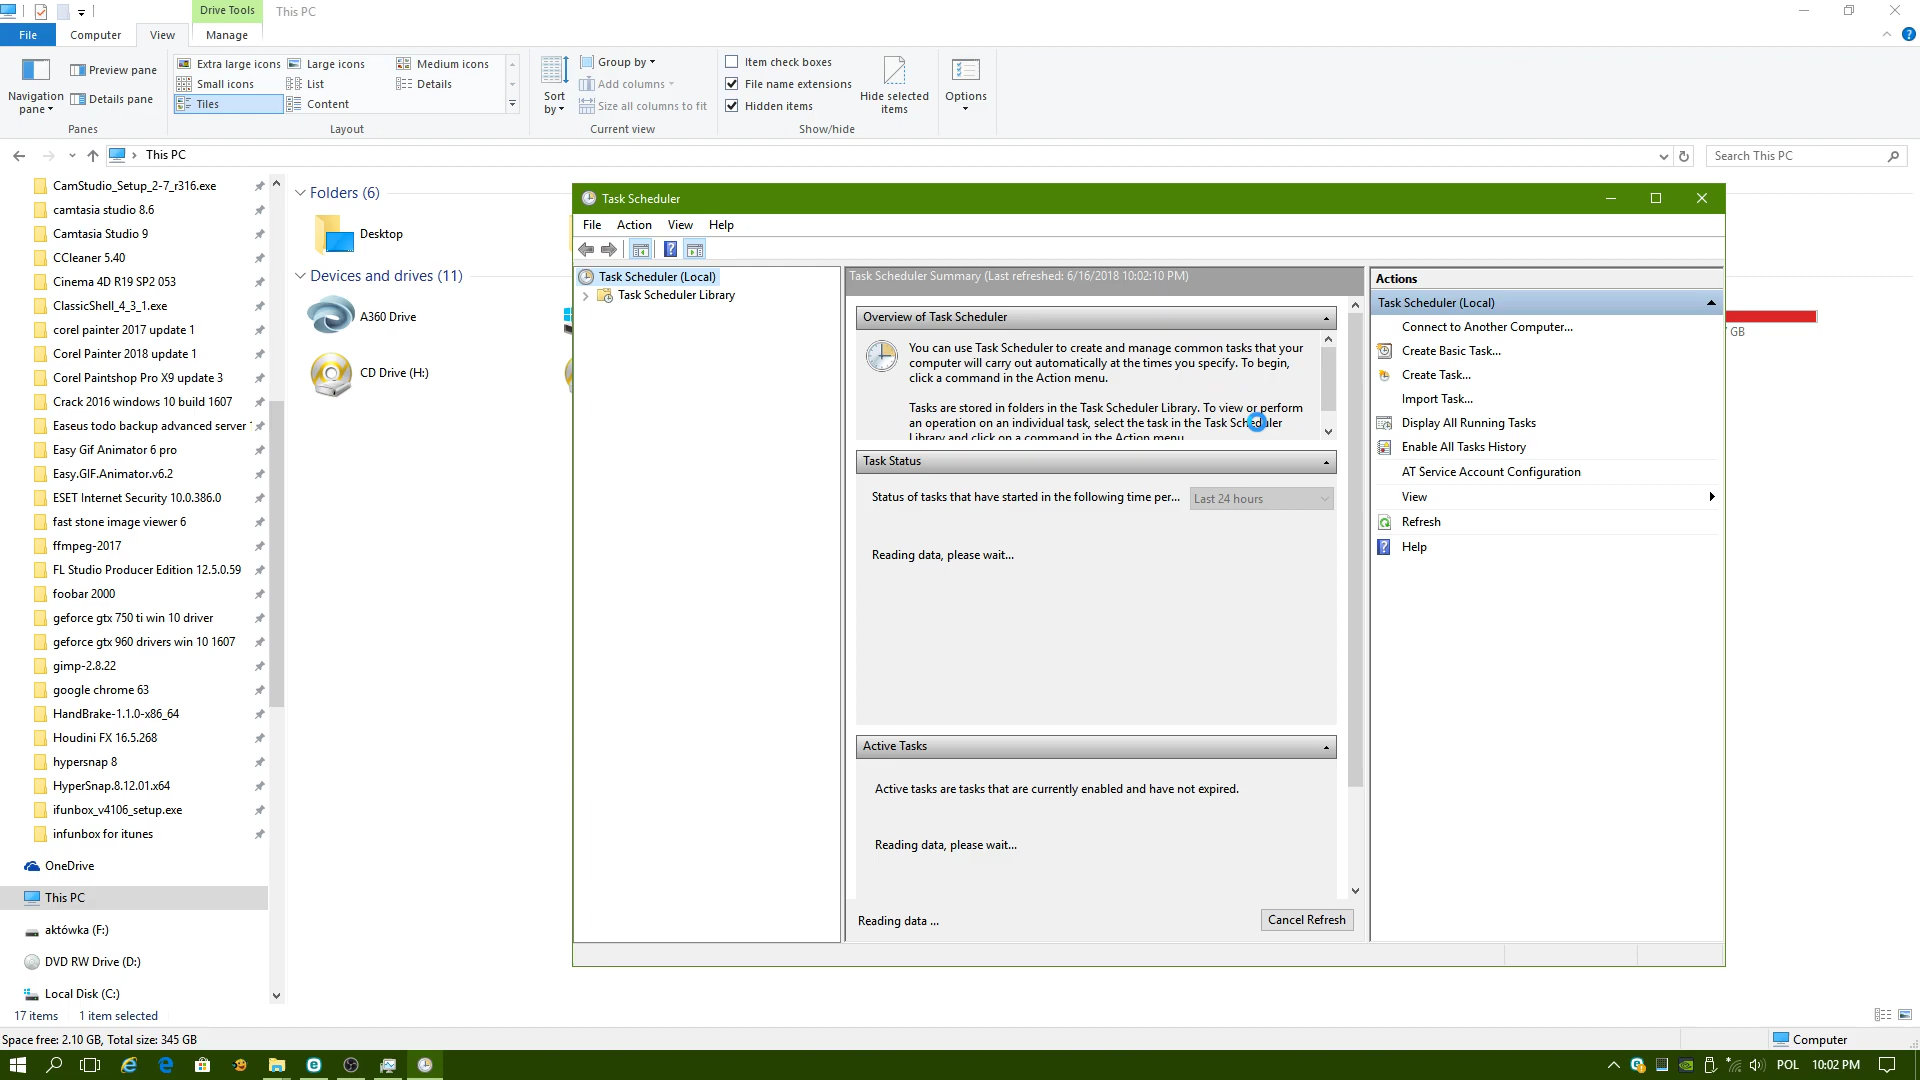 Drive Tools
This PC
File
Computer
View
Manage
Navigation pane
Preview pane
Details pane
Panes
Extra large icons
Large icons
Medium icons
Small icons
List
Details
Tiles
Content
Layout
Sort by
Group by
Add columns
Size all columns to fit
Current view
Item check boxes
File name extensions
Hidden items
Hide selected items
Show/hide
Options
This PC
Search This PC
CamStudio_Setup_2-7_r316.exe
camtasia studio 8.6
Camtasia Studio 9
CCleaner 5.40
Cinema 4D R19 SP2 053
ClassicShell_4_3_1.exe
corel painter 2017 update 1
Corel Painter 2018 update 1
Corel Paintshop Pro X9 update 3
Crack 2016 windows 10 build 1607
Easeus todo backup advanced server
Easy Gif Animator 6 pro
Easy.GIF.Animator.v6.2
ESET Internet Security 10.0.386.0
fast stone image viewer 6
ffmpeg-2017
FL Studio Producer Edition 12.5.0.59
foobar 2000
geforce gtx 750 ti win 10 driver
geforce gtx 960 drivers win 10 1607
gimp-2.8.22
google chrome 63
HandBrake-1.1.0-x86_64
Houdini FX 16.5.268
hypersnap 8
HyperSnap.8.12.01.x64
ifunbox_v4106_setup.exe
infunbox for itunes
OneDrive
This PC
aktówka (F:)
DVD RW Drive (D:)
Local Disk (C:)
17 items
1 item selected
Space free: 2.10 GB, Total size: 345 GB
Computer
Folders (6)
Desktop
Devices and drives (11)
A360 Drive
CD Drive (H:)
GB
Task Scheduler
File
Action
View
Help
Task Scheduler (Local)
Task Scheduler Library
Task Scheduler Summary (Last refreshed: 6/16/2018 10:02:10 PM)
Overview of Task Scheduler
You can use Task Scheduler to create and manage common tasks that your
computer will carry out automatically at the times you specify. To begin,
click a command in the Action menu.
Tasks are stored in folders in the Task Scheduler Library. To view or perform
an operation on an individual task, select the task in the Task Scheduler
Library and click on a command in the Action menu.
Task Status
Status of tasks that have started in the following time per...
Last 24 hours
Reading data, please wait...
Active Tasks
Active tasks are tasks that are currently enabled and have not expired.
Reading data, please wait...
Reading data ...
Cancel Refresh
Actions
Task Scheduler (Local)
Connect to Another Computer...
Create Basic Task...
Create Task...
Import Task...
Display All Running Tasks
Enable All Tasks History
AT Service Account Configuration
View
Refresh
Help
POL
10:02 PM